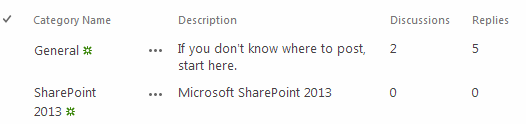 Category Name Description Discussions Replies
General ... If you don't know where to post, 2 5
start here.
SharePoint ... Microsoft SharePoint 2013 0 0
2013